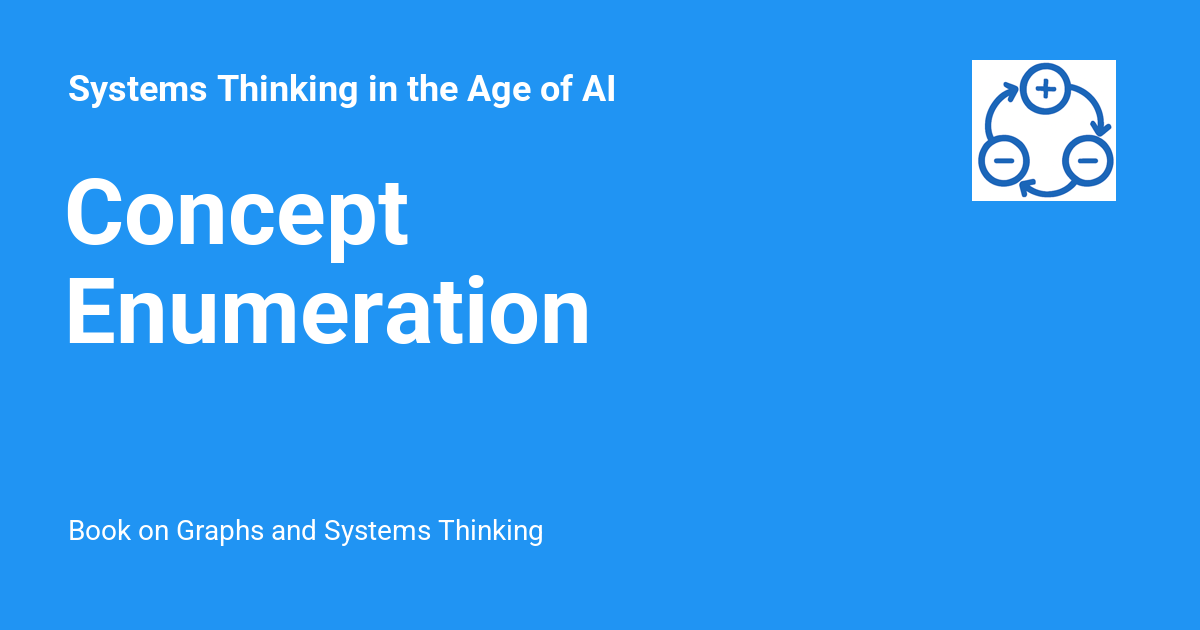 Systems Thinking in the Age of AI
Concept
Enumeration
Book on Graphs and Systems Thinking